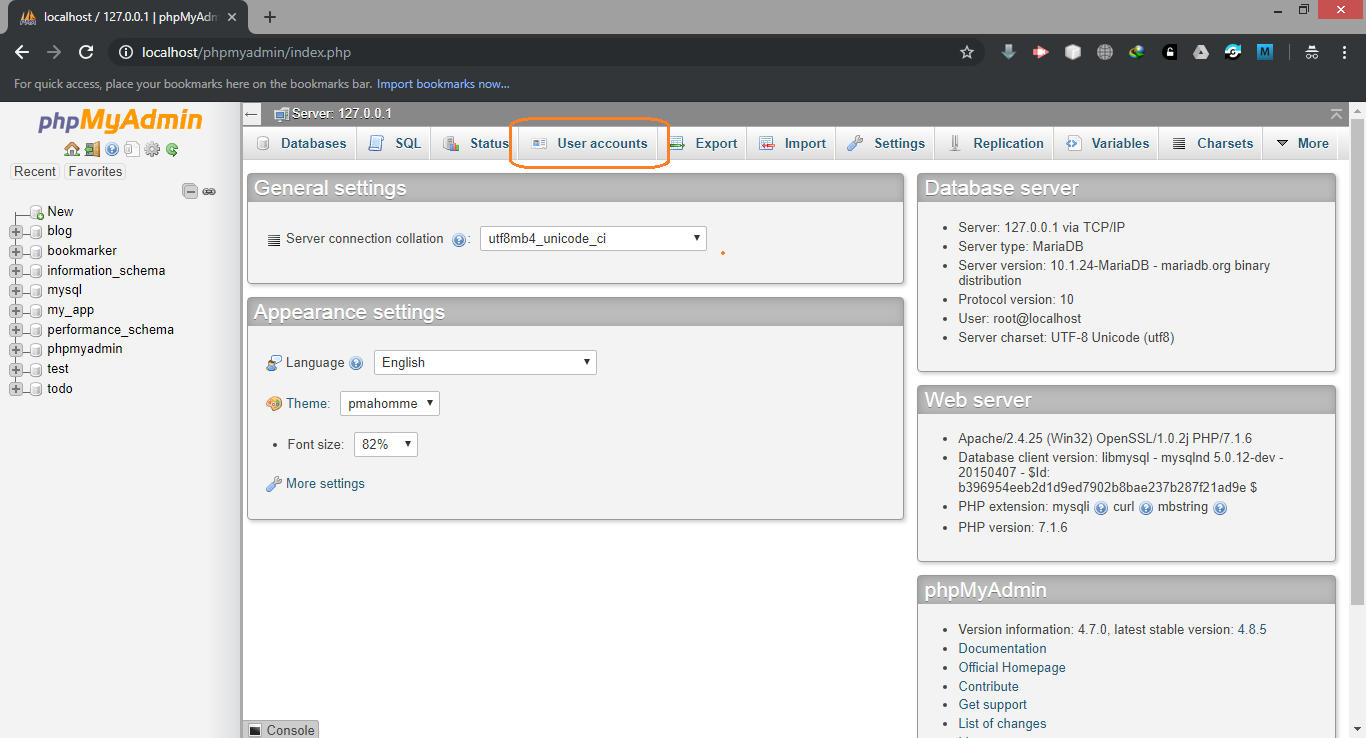 localhost / 127.0.0.1 | phpMyAdm
localhost/phpmyadmin/index.php
M
For quick access, place your bookmarks here on the bookmarks bar. Import bookmarks now...
phpMyAdmin
Recent Favorites
New
blog
bookmarker
information_schema
mysql
my_app
performance_schema
phpmyadmin
test
todo
Server: 127.0.0.1
Databases SQL Status User accounts Export Import Settings Replication Variables Charsets More
General settings
Server connection collation : utf8mb4_unicode_ci
Appearance settings
Language English
Theme: pmahomme
Font size: 82%
More settings
Database server
Server: 127.0.0.1 via TCP/IP
Server type: MariaDB
Server version: 10.1.24-MariaDB - mariadb.org binary
distribution
Protocol version: 10
User: root@localhost
Server charset: UTF-8 Unicode (utf8)
Web server
Apache/2.4.25 (Win32) OpenSSL/1.0.2j PHP/7.1.6
Database client version: libmysql - mysqlnd 5.0.12-dev -
20150407 - $Id:
b396954eeb2d1d9ed7902b8bae237b287f21ad9e $
PHP extension: mysqli curl mbstring
PHP version: 7.1.6
phpMyAdmin
Version information: 4.7.0, latest stable version: 4.8.5
Documentation
Official Homepage
Contribute
Get support
List of changes
Console